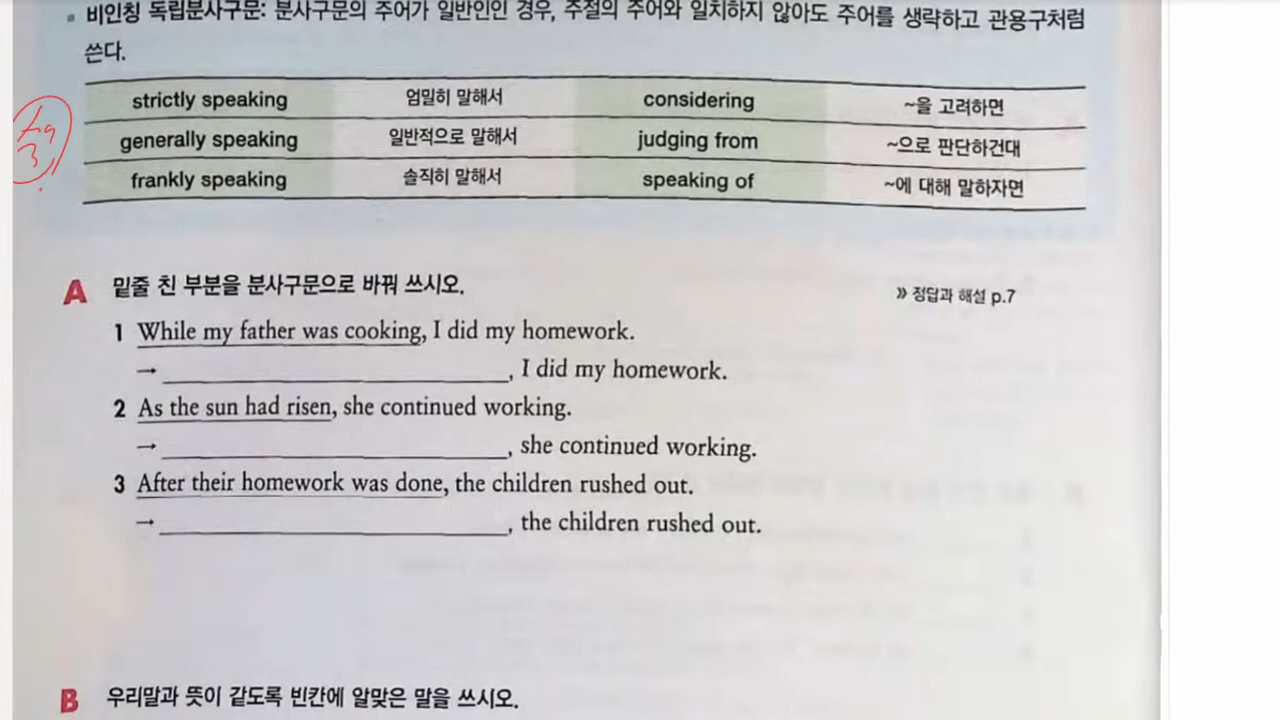 비인칭 독립분사구문: 분사구문의 주어가 일반인인 경우, 주절의 주어와 일치하지 않아도 주어를 생략하고 관용구처럼
쓴다.
strictly speaking 엄밀히 말해서 considering ~을 고려하면
generally speaking 일반적으로 말해서 judging from ~으로 판단하건대
frankly speaking 솔직히 말해서 speaking of ~에 대해 말하자면
A 밑줄 친 부분을 분사구문으로 바꿔 쓰시오.
» 정답과 해설 p.7
1 While my father was cooking, I did my homework.
→ , I did my homework.
2 As the sun had risen, she continued working.
→ , she continued working.
3 After their homework was done, the children rushed out.
→ , the children rushed out.
B 우리말과 뜻이 같도록 빈칸에 알맞은 말을 쓰시오.